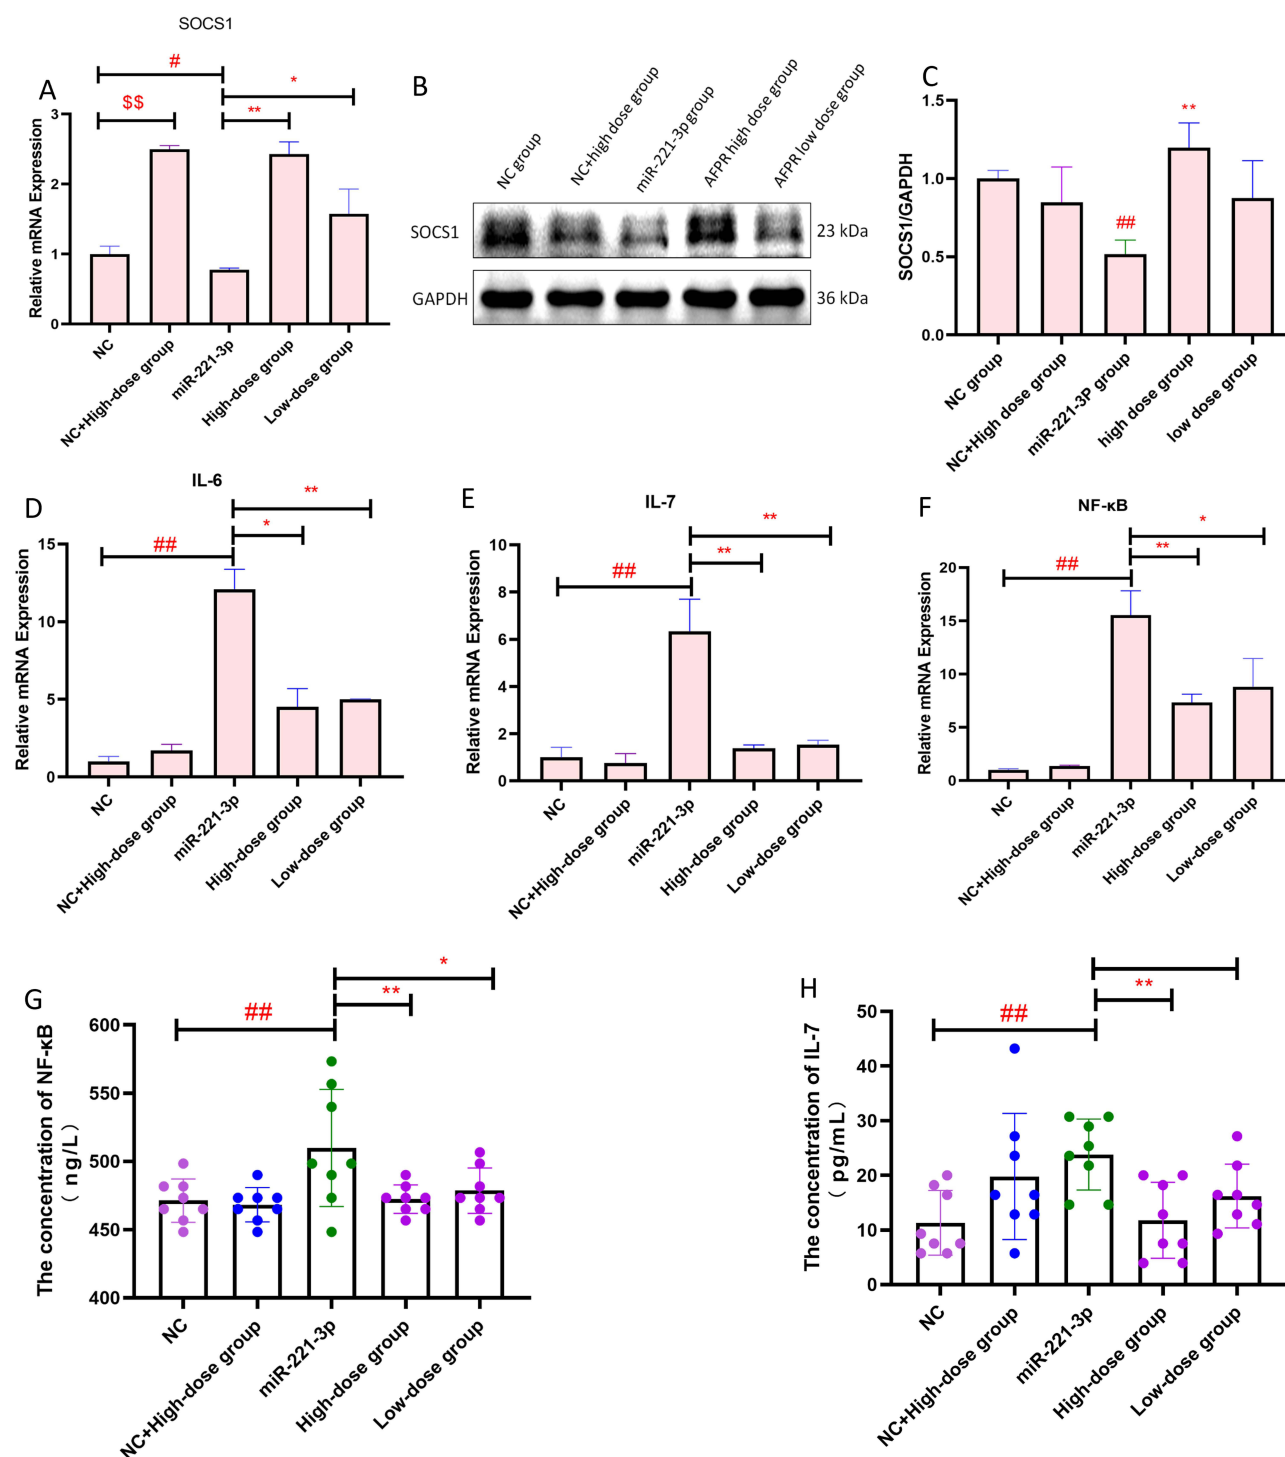 SOCS1
A
#
*
$$
**
Relative mRNA Expression
3
2
1
0
NC
NC+High-dose group
miR-221-3p
High-dose group
Low-dose group
B
NC group
NC+high dose group
miR-221-3p group
AFPR high dose group
AFPR low dose group
SOCS1
23 kDa
GAPDH
36 kDa
C
SOCS1/GAPDH
1.5
1.0
0.5
0.0
##
**
NC group
NC+High dose group
miR-221-3P group
high dose group
low dose group
D
IL-6
**
*
##
Relative mRNA Expression
15
10
5
0
NC
NC+High-dose group
miR-221-3p
High-dose group
Low-dose group
E
IL-7
**
**
##
Relative mRNA Expression
10
8
6
4
2
0
NC
NC+High-dose group
miR-221-3p
High-dose group
Low-dose group
F
NF-κB
*
**
##
Relative mRNA Expression
20
15
10
5
0
NC
NC+High-dose group
miR-221-3p
High-dose group
Low-dose group
G
*
**
##
The concentration of NF-κB
( ng/L)
600
550
500
450
400
NC
NC+High-dose group
miR-221-3p
High-dose group
Low-dose group
H
**
##
The concentration of IL-7
( pg/mL)
50
40
30
20
10
0
NC
NC+High-dose group
miR-221-3p
High-dose group
Low-dose group